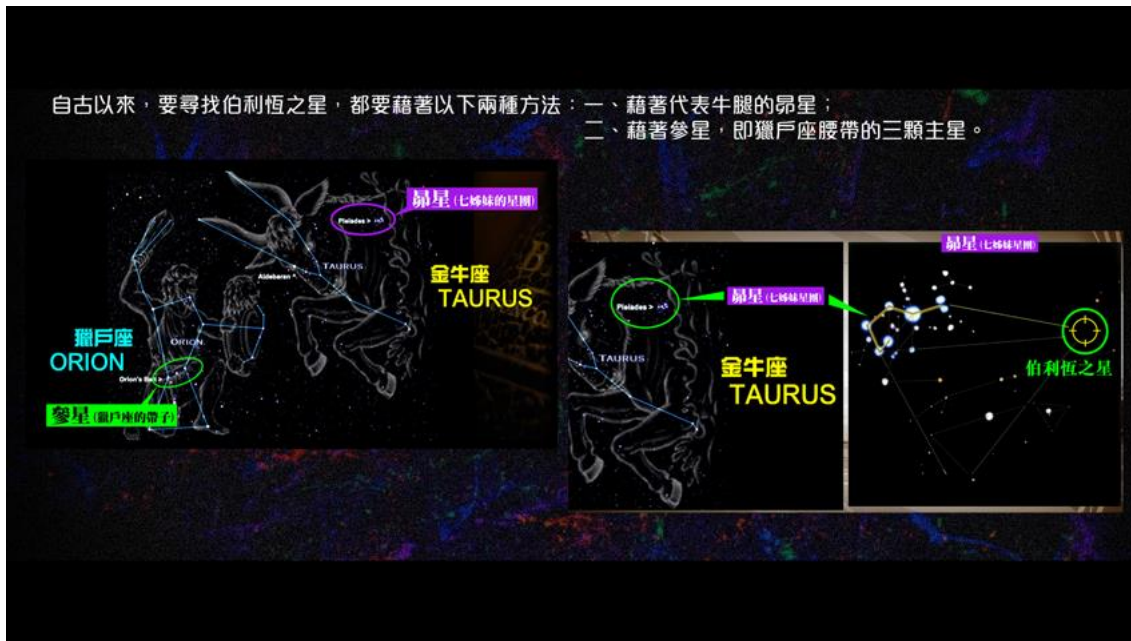 自古以來，要尋找伯利恆之星，都要藉著以下兩種方法：一、藉著代表牛腿的昴星；
二、藉著參星，即獵戶座腰帶的三顆主星。
昴星(七姊妹的星團)
Pleiades >
TAURUS
Aldebaran
金牛座
TAURUS
獵戶座
ORION
ORION
Orion's Belt >
參星(獵戶座的帶子)
Pleiades >
昴星(七姊妹星團)
TAURUS
金牛座
TAURUS
昴星(七姊妹星團)
伯利恆之星